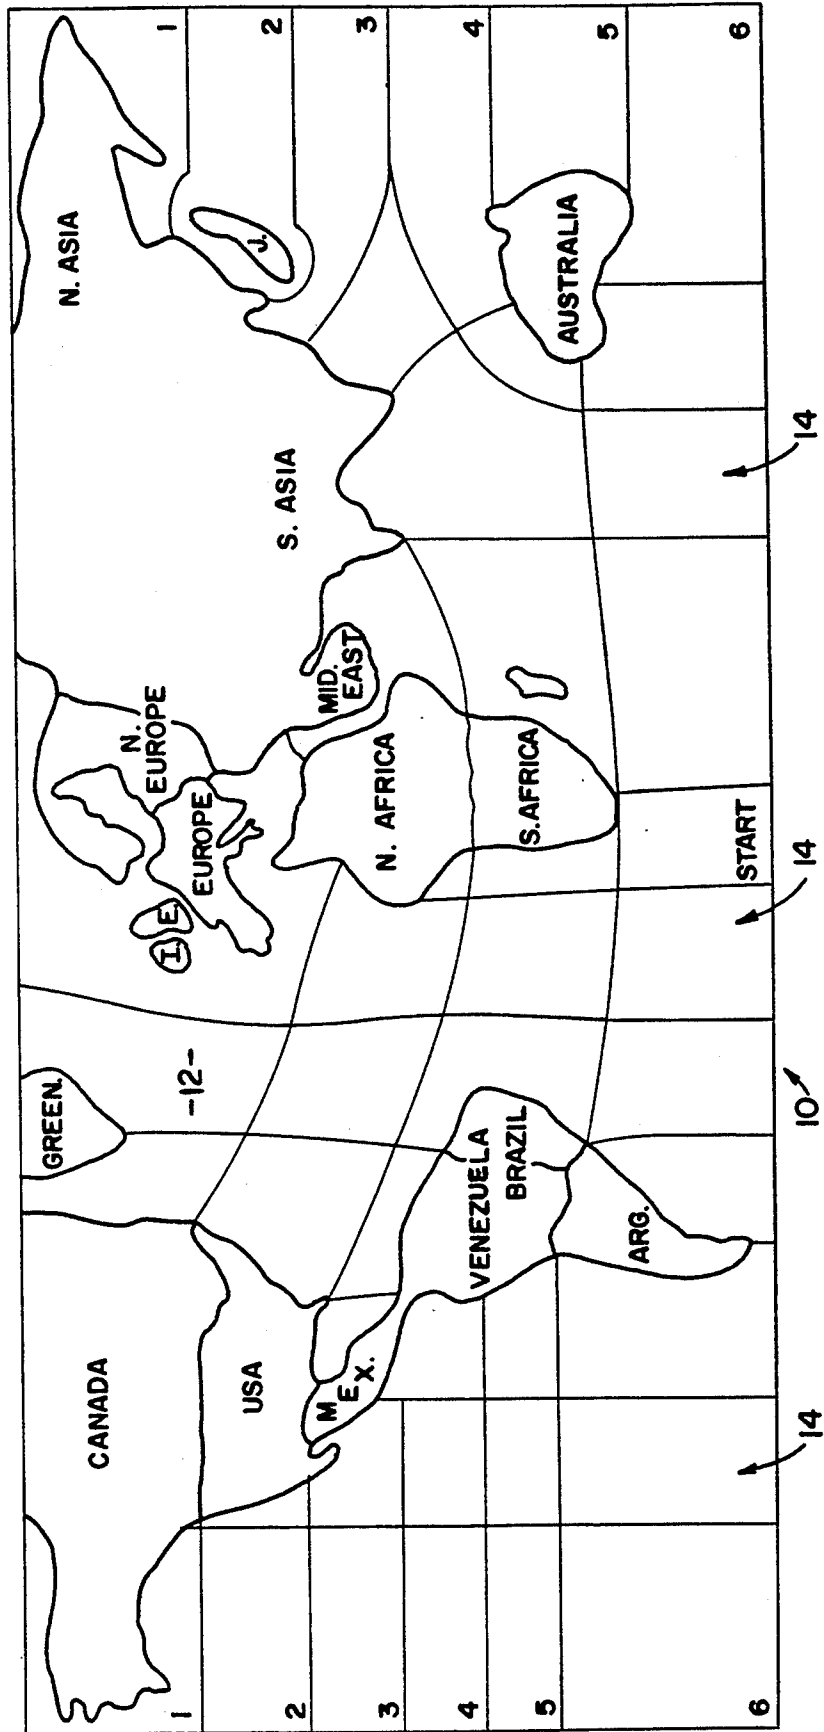 CANADA
GREEN.
N. ASIA
1
I.
E.
N.
EUROPE
EUROPE
J.
1
-12-
USA
2
M
E
X.
MID.
EAST
S. ASIA
2
3
N. AFRICA
3
4
VENEZUELA
BRAZIL
S. AFRICA
AUSTRALIA
4
5
ARG.
5
6
START
6
14
10
14
14